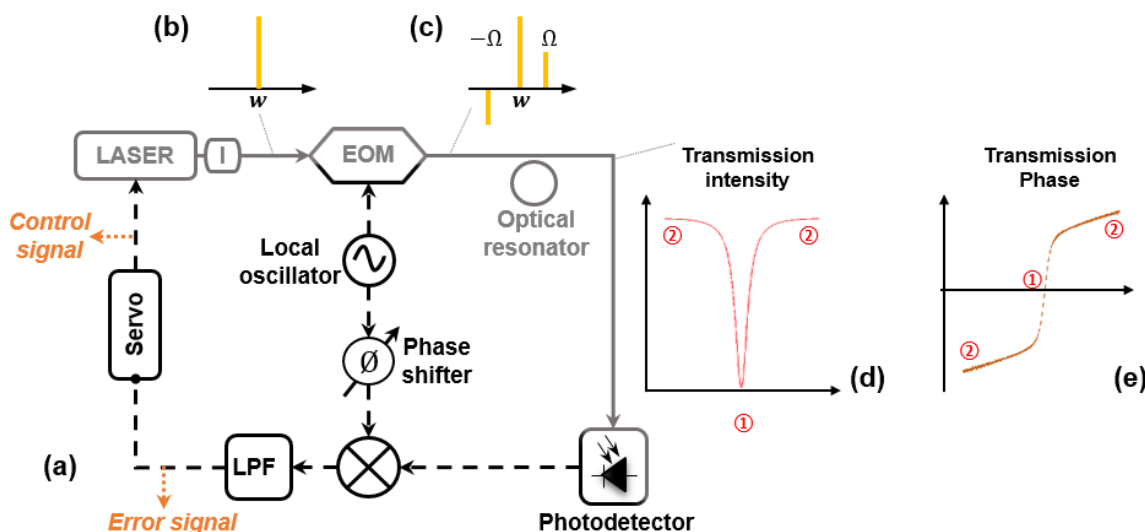 (b)
(c)
−Ω
Ω
w
w
LASER
I
EOM
Transmission
intensity
Transmission
Phase
Optical
resonator
Control
signal
Local
oscillator
②
②
②
①
②
Servo
Ø
Phase
shifter
(d)
(e)
①
(a)
LPF
Error signal
Photodetector